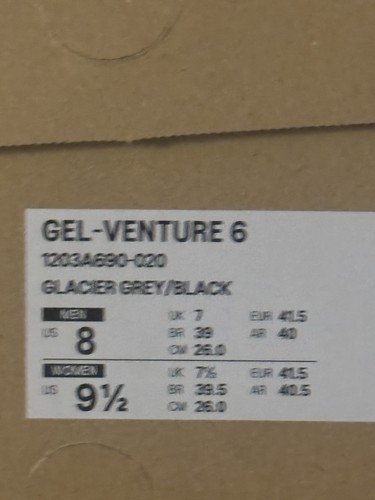 GEL-VENTURE 6
1203A690-020
GLACIER GREY/BLACK
MEN UK 7 EUR 41.5
US 8 BR 39 AR 40
CM 26.0
WOMEN UK 7½ EUR 41.5
US 9½ BR 39.5 AR 40.5
CM 26.0